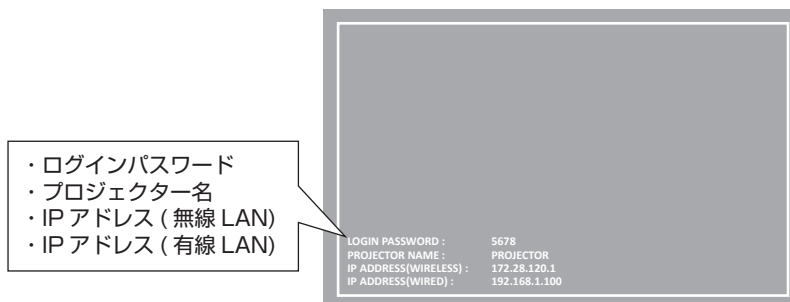 ・ログインパスワード
・プロジェクター名
・IP アドレス ( 無線 LAN)
・IP アドレス ( 有線 LAN)
LOGIN PASSWORD : 5678
PROJECTOR NAME : PROJECTOR
IP ADDRESS(WIRELESS) : 172.28.120.1
IP ADDRESS(WIRED) : 192.168.1.100